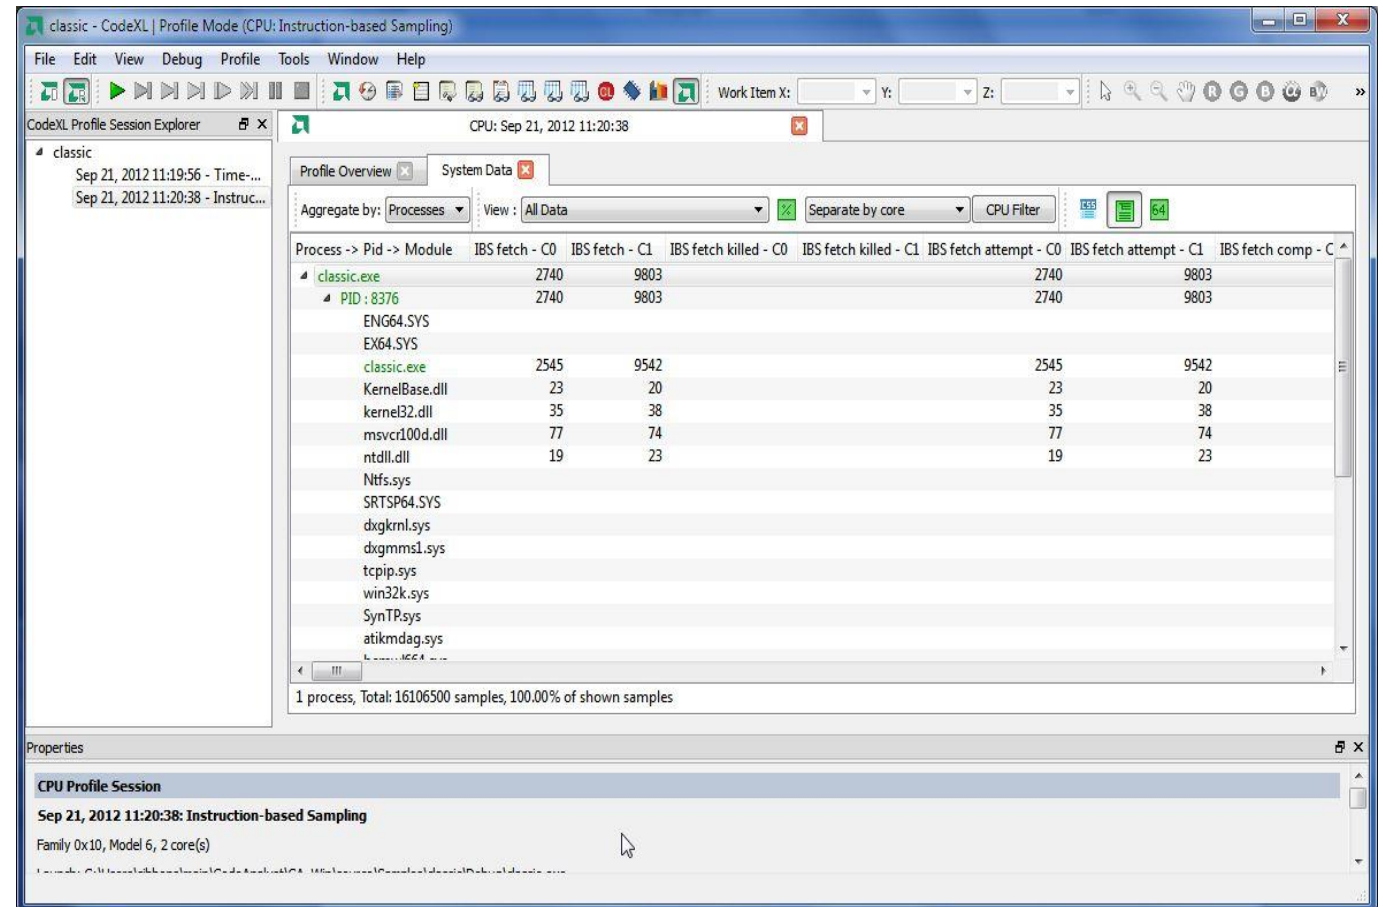 classic - CodeXL | Profile Mode (CPU: Instruction-based Sampling)
File Edit View Debug Profile Tools Window Help
Work Item X: Y: Z:
CodeXL Profile Session Explorer
CPU: Sep 21, 2012 11:20:38
classic
Sep 21, 2012 11:19:56 - Time-...
Sep 21, 2012 11:20:38 - Instruc...
Profile Overview System Data
Aggregate by: Processes View : All Data % Separate by core CPU Filter CSS 64
Process -> Pid -> Module IBS fetch - C0 IBS fetch - C1 IBS fetch killed - C0 IBS fetch killed - C1 IBS fetch attempt - C0 IBS fetch attempt - C1 IBS fetch comp - C
classic.exe 2740 9803 2740 9803
PID : 8376 2740 9803 2740 9803
ENG64.SYS
EX64.SYS
classic.exe 2545 9542 2545 9542
KernelBase.dll 23 20 23 20
kernel32.dll 35 38 35 38
msvcr100d.dll 77 74 77 74
ntdll.dll 19 23 19 23
Ntfs.sys
SRTSP64.SYS
dxgkrnl.sys
dxgmms1.sys
tcpip.sys
win32k.sys
SynTP.sys
atikmdag.sys
1 process, Total: 16106500 samples, 100.00% of shown samples
Properties
CPU Profile Session
Sep 21, 2012 11:20:38: Instruction-based Sampling
Family 0x10, Model 6, 2 core(s)